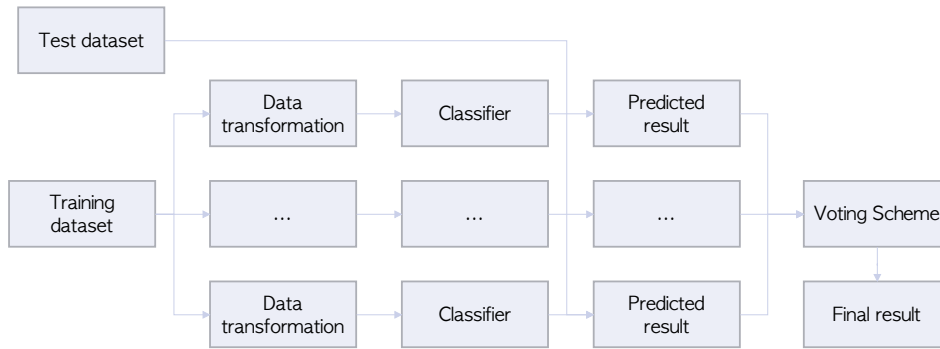 Test dataset
Data
transformation
Classifier
Predicted
result
Training
dataset
...
...
...
Voting Scheme
Data
transformation
Classifier
Predicted
result
Final result